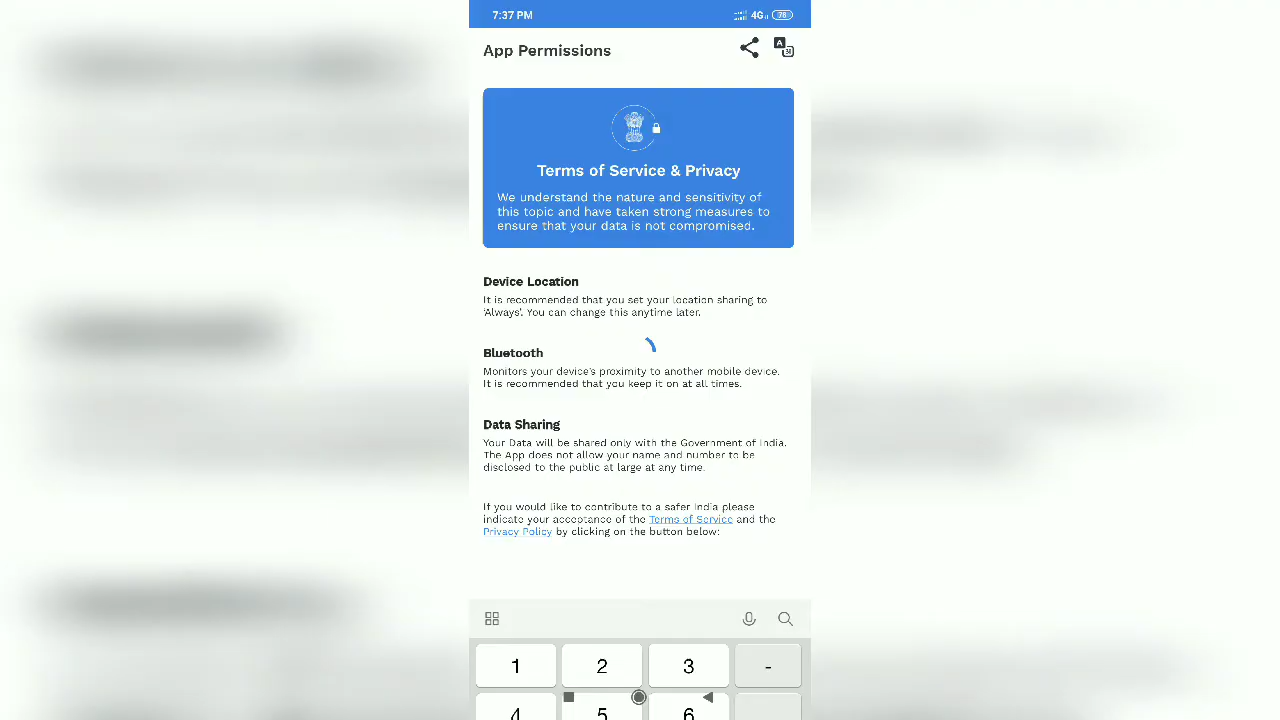 7:37 PM
4G
76
App Permissions
Terms of Service & Privacy
We understand the nature and sensitivity of
this topic and have taken strong measures to
ensure that your data is not compromised.
Device Location
It is recommended that you set your location sharing to
‘Always’. You can change this anytime later.
Bluetooth
Monitors your device’s proximity to another mobile device.
It is recommended that you keep it on at all times.
Data Sharing
Your Data will be shared only with the Government of India.
The App does not allow your name and number to be
disclosed to the public at large at any time.
If you would like to contribute to a safer India please
indicate your acceptance of the Terms of Service and the
Privacy Policy by clicking on the button below:
1 2 3 -
4 5 6